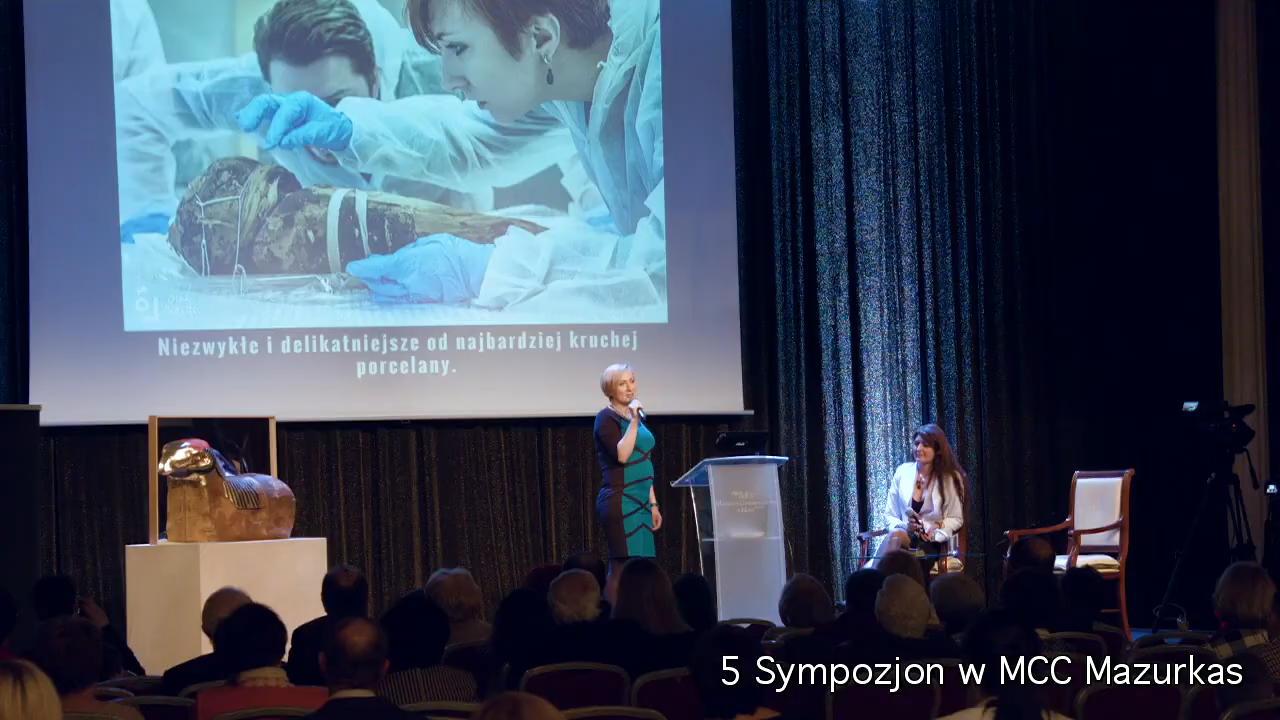 Niezwykłe i delikatniejsze od najbardziej kruchej
porcelany.
5 Sympozjon w MCC Mazurkas